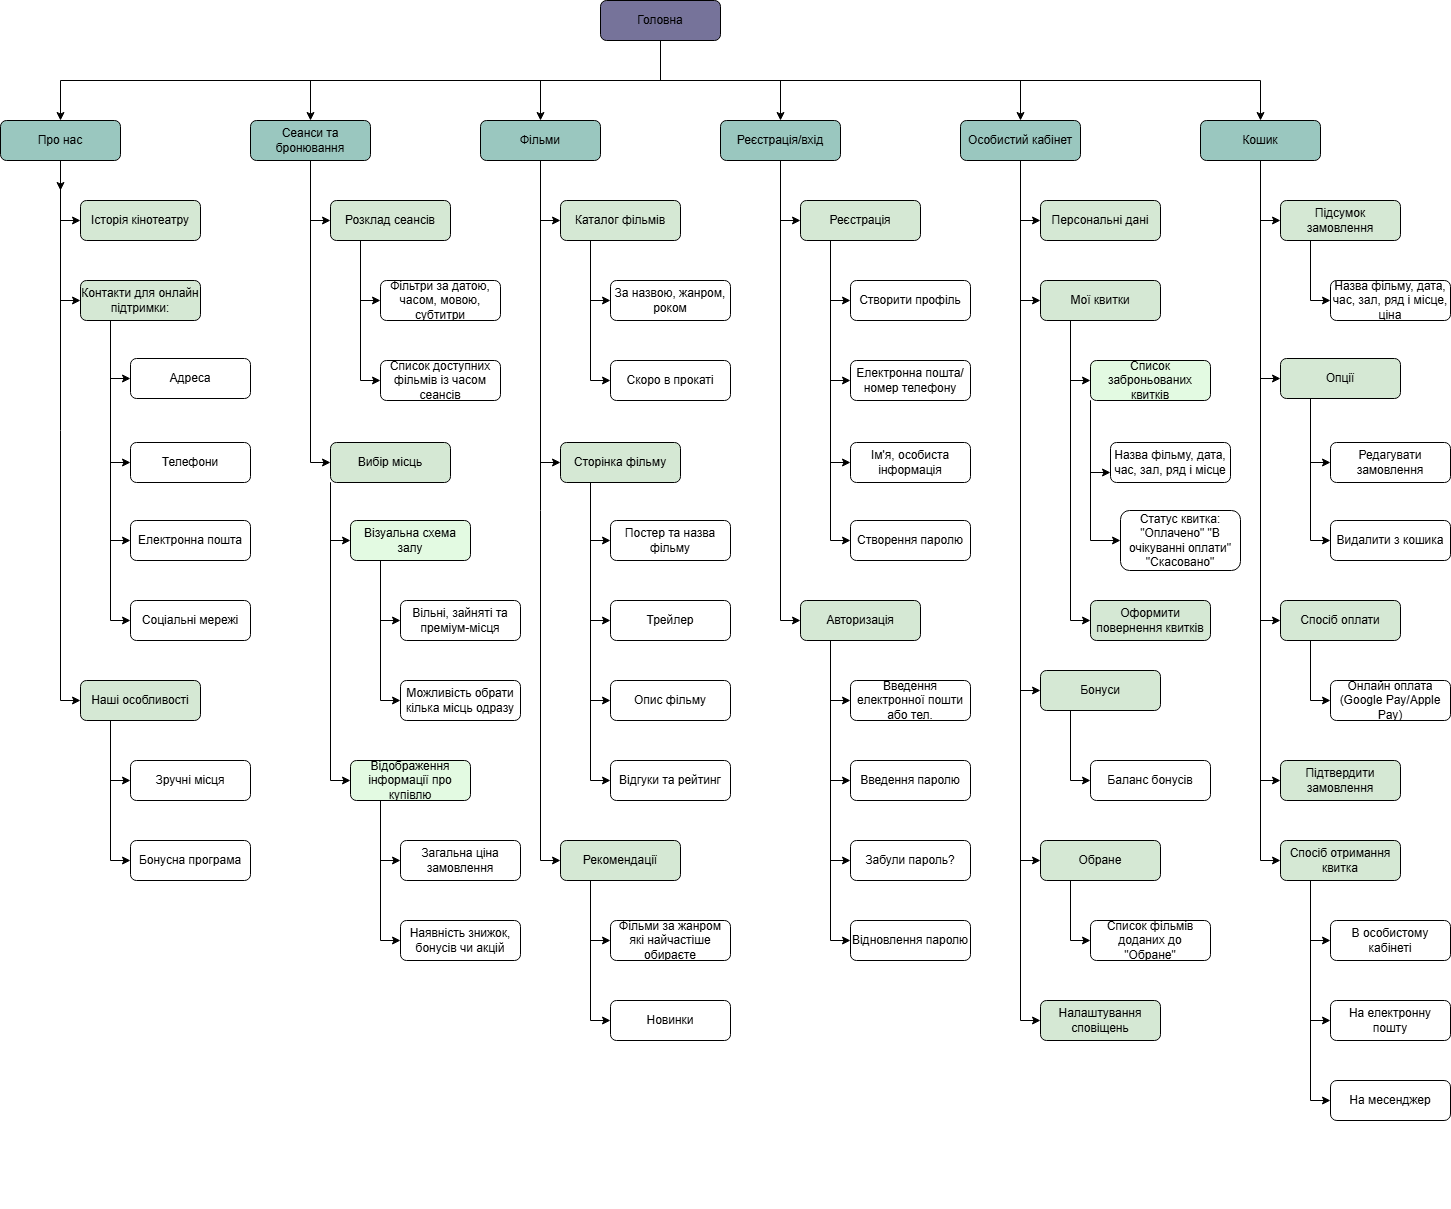 Головна
Про нас
Сеанси та
бронювання
Фільми
Реєстрація/вхід
Особистий кабінет
Кошик
Історія кінотеатру
Контакти для онлайн
підтримки:
Адреса
Телефони
Електронна пошта
Соціальні мережі
Наші особливості
Зручні місця
Бонусна програма
Розклад сеансів
Фільтри за датою,
часом, мовою,
субтитри
Список доступних
фільмів із часом
сеансів
Вибір місць
Візуальна схема
залу
Вільні, зайняті та
преміум-місця
Можливість обрати
кілька місць одразу
Відображення
інформації про
купівлю
Загальна ціна
замовлення
Наявність знижок,
бонусів чи акцій
Каталог фільмів
За назвою, жанром,
роком
Скоро в прокаті
Сторінка фільму
Постер та назва
фільму
Трейлер
Опис фільму
Відгуки та рейтинг
Рекомендації
Фільми за жанром
які найчастіше
обираєте
Новинки
Реєстрація
Створити профіль
Електронна пошта/
номер телефону
Ім'я, особиста
інформація
Створення паролю
Авторизація
Введення
електронної пошти
або тел.
Введення паролю
Забули пароль?
Відновлення паролю
Персональні дані
Мої квитки
Список
заброньованих
квитків
Назва фільму, дата,
час, зал, ряд і місце
Статус квитка:
"Оплачено" "В
очікуванні оплати"
"Скасовано"
Оформити
повернення квитків
Бонуси
Баланс бонусів
Обране
Список фільмів
доданих до
"Обране"
Налаштування
сповіщень
Підсумок
замовлення
Назва фільму, дата,
час, зал, ряд і місце,
ціна
Опції
Редагувати
замовлення
Видалити з кошика
Спосіб оплати
Онлайн оплата
(Google Pay/Apple
Pay)
Підтвердити
замовлення
Спосіб отримання
квитка
В особистому
кабінеті
На електронну
пошту
На месенджер